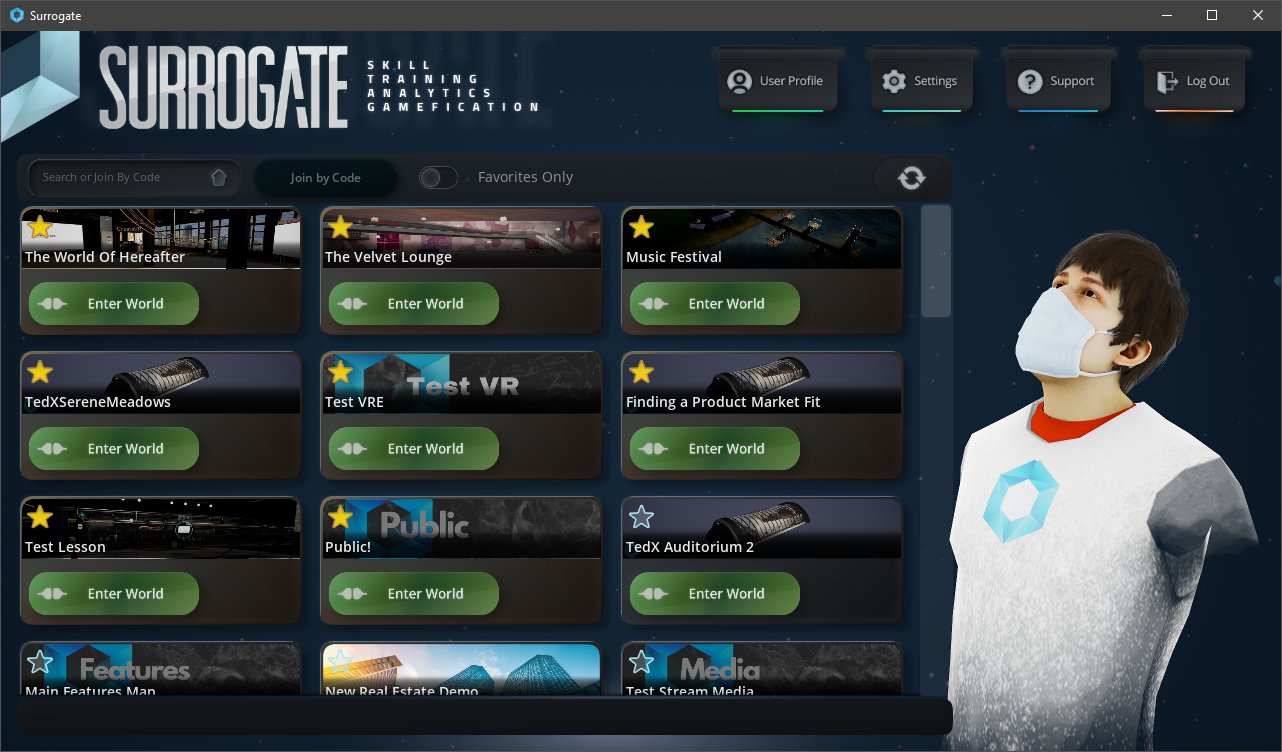 Surrogate
SURROGATE
SKILL
TRAINING
ANALYTICS
GAMEFICATION
User Profile
Settings
Support
Log Out
Search or Join By Code
Join by Code
Favorites Only
The World Of Hereafter
The Velvet Lounge
Music Festival
Enter World
Enter World
Enter World
Test VR
TedXSereneMeadows
Test VRE
Finding a Product Market Fit
Enter World
Enter World
Enter World
Public
Test Lesson
Public!
TedX Auditorium 2
Enter World
Enter World
Enter World
Features
Media
Main Features Map
New Real Estate Demo
Test Stream Media